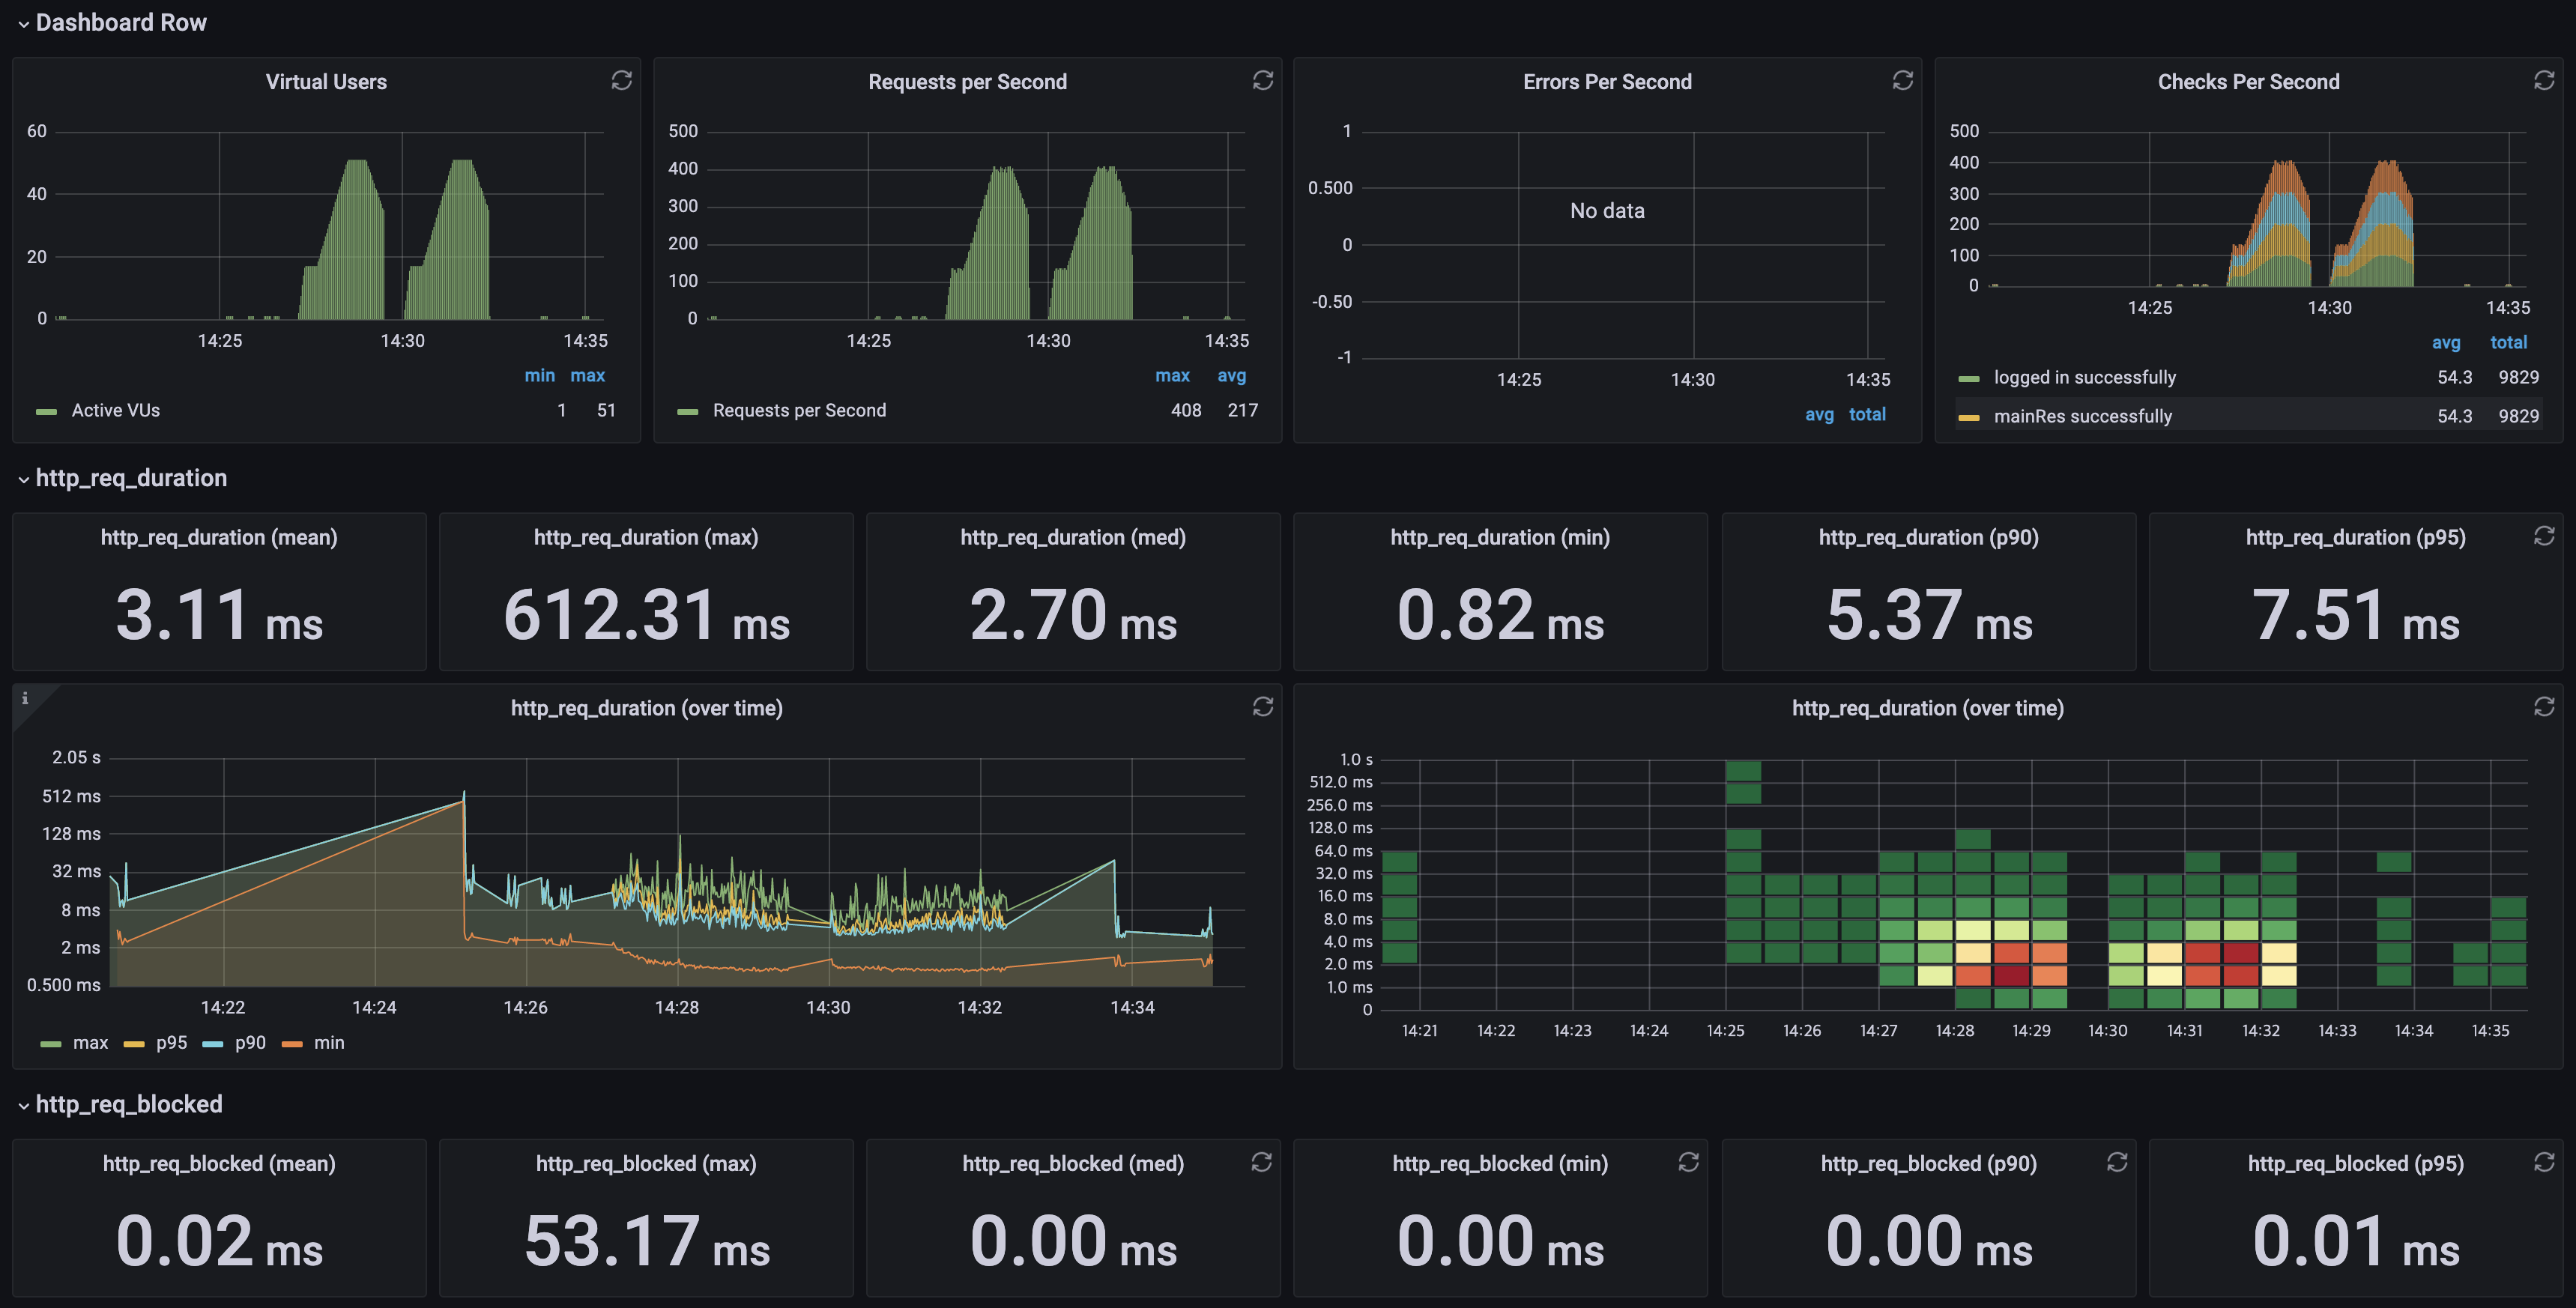 Dashboard Row
Virtual Users
60
40
20
0
14:25 14:30 14:35
min max
Active VUs 1 51
Requests per Second
500
400
300
200
100
0
14:25 14:30 14:35
max avg
Requests per Second 408 217
Errors Per Second
1
0.500
0
-0.50
-1
No data
14:25 14:30 14:35
avg total
Checks Per Second
500
400
300
200
100
0
14:25 14:30 14:35
avg total
logged in successfully 54.3 9829
mainRes successfully 54.3 9829
http_req_duration
http_req_duration (mean)
3.11 ms
http_req_duration (max)
612.31 ms
http_req_duration (med)
2.70 ms
http_req_duration (min)
0.82 ms
http_req_duration (p90)
5.37 ms
http_req_duration (p95)
7.51 ms
i
http_req_duration (over time)
2.05 s
512 ms
128 ms
32 ms
8 ms
2 ms
0.500 ms
14:22 14:24 14:26 14:28 14:30 14:32 14:34
max p95 p90 min
http_req_duration (over time)
1.0 s
512.0 ms
256.0 ms
128.0 ms
64.0 ms
32.0 ms
16.0 ms
8.0 ms
4.0 ms
2.0 ms
1.0 ms
0
14:21 14:22 14:23 14:24 14:25 14:26 14:27 14:28 14:29 14:30 14:31 14:32 14:33 14:34 14:35
http_req_blocked
http_req_blocked (mean)
0.02 ms
http_req_blocked (max)
53.17 ms
http_req_blocked (med)
0.00 ms
http_req_blocked (min)
0.00 ms
http_req_blocked (p90)
0.00 ms
http_req_blocked (p95)
0.01 ms